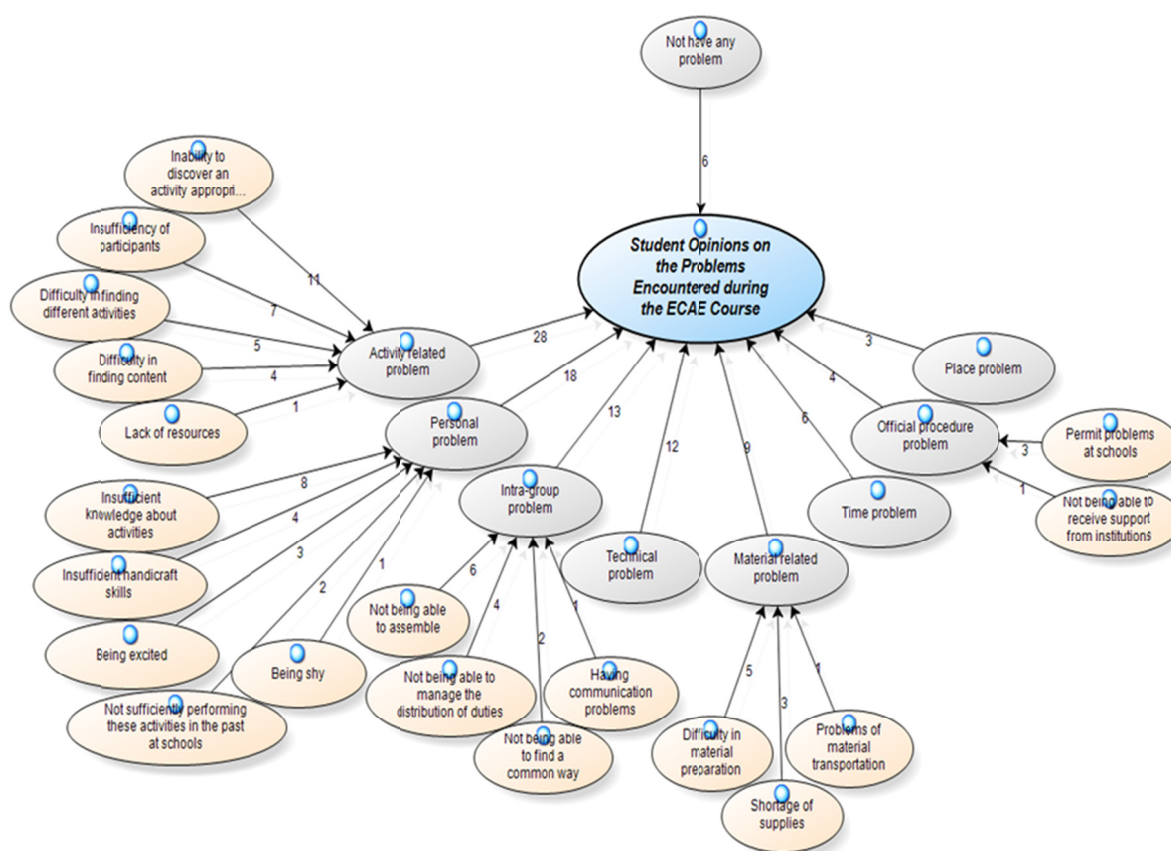 Not have any
problem
6
Student Opinions on
the Problems
Encountered during
the ECAE Course
Inability to
discover an
activity appropri...
11
Insufficiency of
participants
7
Difficulty in finding
different activities
5
Difficulty in
finding content
4
Lack of resources
1
Activity related
problem
28
Personal
problem
18
Insufficient
knowledge about
activities
8
Insufficient handicraft
skills
4
Being excited
3
Not sufficiently performing
these activities in the past
at schools
2
Being shy
1
Intra-group
problem
13
Not being able
to assemble
6
Not being able to
manage the
distribution of duties
4
Not being able
to find a
common way
2
Having
communication
problems
1
Technical
problem
12
Material related
problem
9
Difficulty in
material
preparation
5
Shortage of
supplies
3
Problems of
material
transportation
1
Time problem
6
Official procedure
problem
4
Permit problems
at schools
3
Not being able to
receive support
from institutions
1
Place problem
3